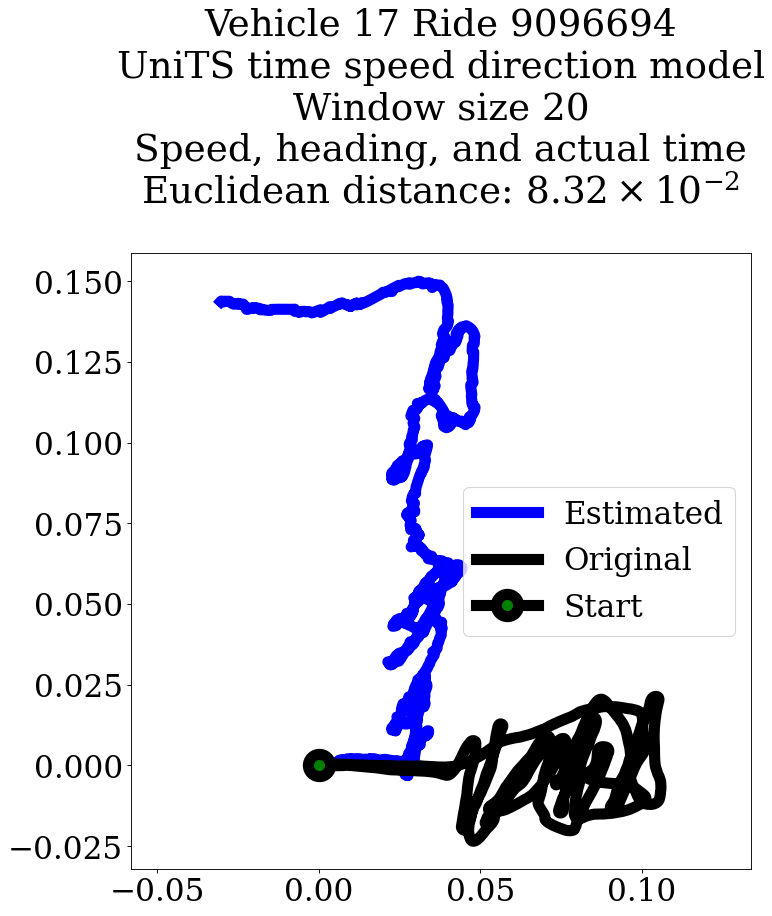 Vehicle 17 Ride 9096694
UniTS time speed direction model
Window size 20
Speed, heading, and actual time
Euclidean distance: 8.32 × 10⁻²
0.150
0.125
0.100
0.075
0.050
0.025
0.000
−0.025
Estimated
Original
Start
−0.05
0.00
0.05
0.10